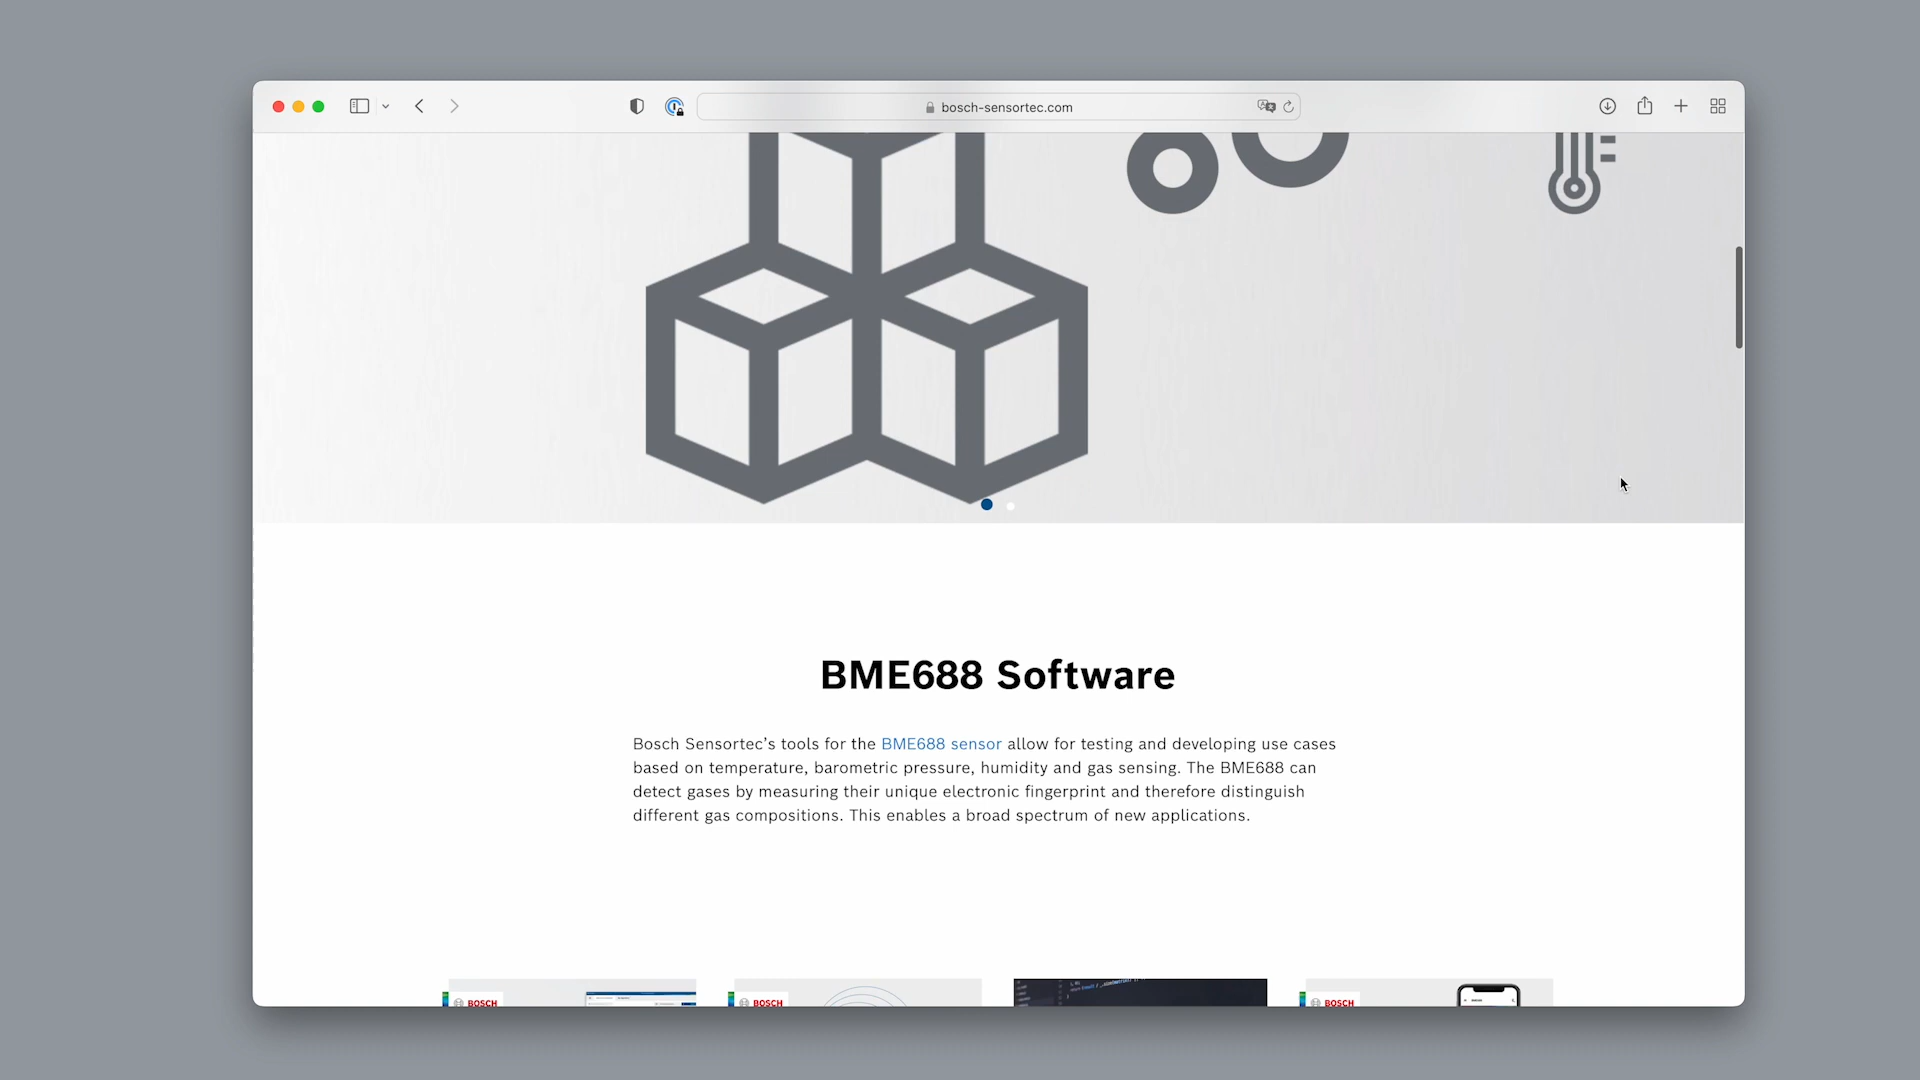 bosch-sensortec.com
BME688 Software
Bosch Sensortec’s tools for the BME688 sensor allow for testing and developing use cases
based on temperature, barometric pressure, humidity and gas sensing. The BME688 can
detect gases by measuring their unique electronic fingerprint and therefore distinguish
different gas compositions. This enables a broad spectrum of new applications.
BOSCH
BOSCH
BOSCH